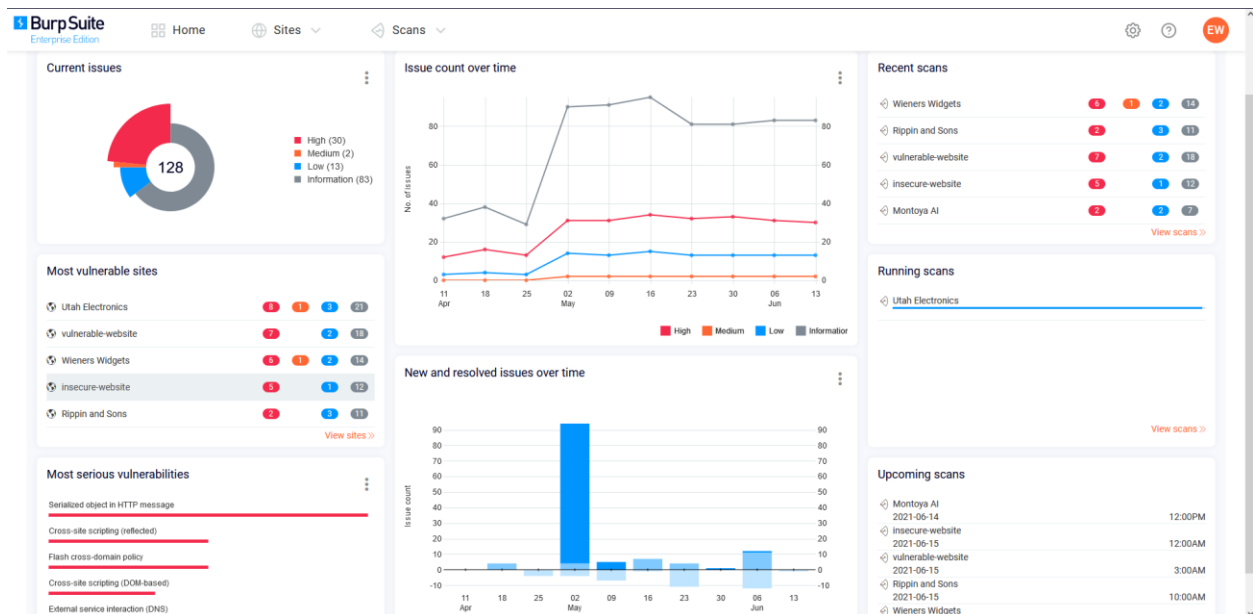 Burp Suite
Enterprise Edition
Home
Sites
Scans
EW
Current issues
128
High (30)
Medium (2)
Low (13)
Information (83)
Most vulnerable sites
Utah Electronics 8 1 3 21
vulnerable-website 7 2 18
Wieners Widgets 6 1 2 14
insecure-website 5 1 12
Rippin and Sons 2 3 11
View sites »
Most serious vulnerabilities
Serialized object in HTTP message
Cross-site scripting (reflected)
Flash cross-domain policy
Cross-site scripting (DOM-based)
External service interaction (DNS)
Issue count over time
No. of issues
80 80
60 60
40 40
20 20
0 0
11 18 25 02 09 16 23 30 06 13
Apr May Jun
High Medium Low Informatior
New and resolved issues over time
Issue count
90 90
80 80
70 70
60 60
50 50
40 40
30 30
20 20
10 10
0 0
-10 -10
11 18 25 02 09 16 23 30 06 13
Apr May Jun
Recent scans
Wieners Widgets 6 1 2 14
Rippin and Sons 2 3 11
vulnerable-website 7 2 18
insecure-website 5 1 12
Montoya AI 2 2 7
View scans »
Running scans
Utah Electronics
View scans »
Upcoming scans
Montoya AI
2021-06-14 12:00PM
insecure-website
2021-06-15 12:00AM
vulnerable-website
2021-06-15 3:00AM
Rippin and Sons
2021-06-15 10:00AM
Wieners Widgets